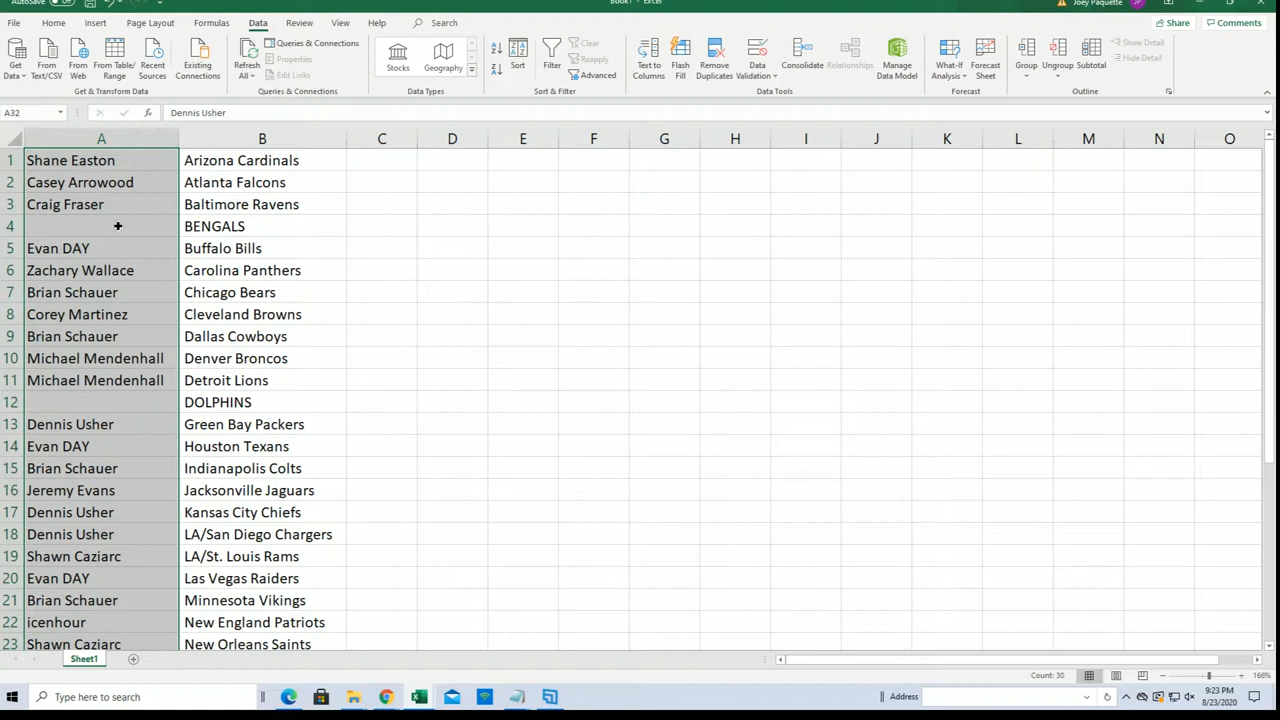 AutoSave Off Book1 - Excel Joey Paquette JP
File Home Insert Page Layout Formulas Data Review View Help Search Share Comments
Get Data From Text/CSV From Web From Table/ Range Recent Sources Existing Connections Refresh All Queries & Connections Properties Edit Links Stocks Geography Sort Filter Clear Reapply Advanced Text to Columns Flash Fill Remove Duplicates Data Validation Consolidate Relationships Manage Data Model What-If Analysis Forecast Sheet Group Ungroup Subtotal Show Detail Hide Detail
Get & Transform Data Queries & Connections Data Types Sort & Filter Data Tools Forecast Outline
A32 fx Dennis Usher
A B C D E F G H I J K L M N O
1 Shane Easton Arizona Cardinals
2 Casey Arrowood Atlanta Falcons
3 Craig Fraser Baltimore Ravens
4 BENGALS
5 Evan DAY Buffalo Bills
6 Zachary Wallace Carolina Panthers
7 Brian Schauer Chicago Bears
8 Corey Martinez Cleveland Browns
9 Brian Schauer Dallas Cowboys
10 Michael Mendenhall Denver Broncos
11 Michael Mendenhall Detroit Lions
12 DOLPHINS
13 Dennis Usher Green Bay Packers
14 Evan DAY Houston Texans
15 Brian Schauer Indianapolis Colts
16 Jeremy Evans Jacksonville Jaguars
17 Dennis Usher Kansas City Chiefs
18 Dennis Usher LA/San Diego Chargers
19 Shawn Caziarc LA/St. Louis Rams
20 Evan DAY Las Vegas Raiders
21 Brian Schauer Minnesota Vikings
22 icenhour New England Patriots
23 Shawn Caziarc New Orleans Saints
Sheet1
Count: 30 166%
Type here to search Address 9:23 PM
8/23/2020